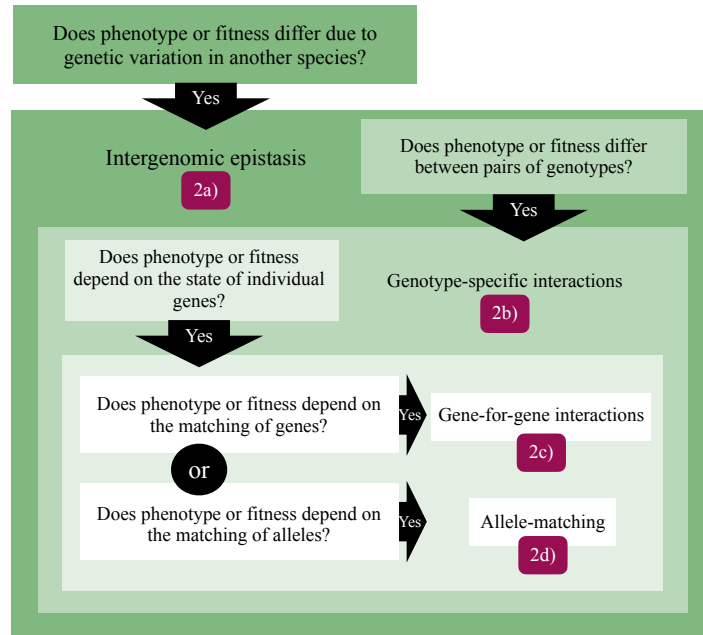 Does phenotype or fitness differ due to
genetic variation in another species?
Yes
Intergenomic epistasis
2a)
Does phenotype or fitness differ
between pairs of genotypes?
Yes
Does phenotype or fitness
depend on the state of individual
genes?
Yes
Genotype-specific interactions
2b)
Does phenotype or fitness depend on
the matching of genes?
Yes
Gene-for-gene interactions
2c)
or
Does phenotype or fitness depend on
the matching of alleles?
Yes
Allele-matching
2d)